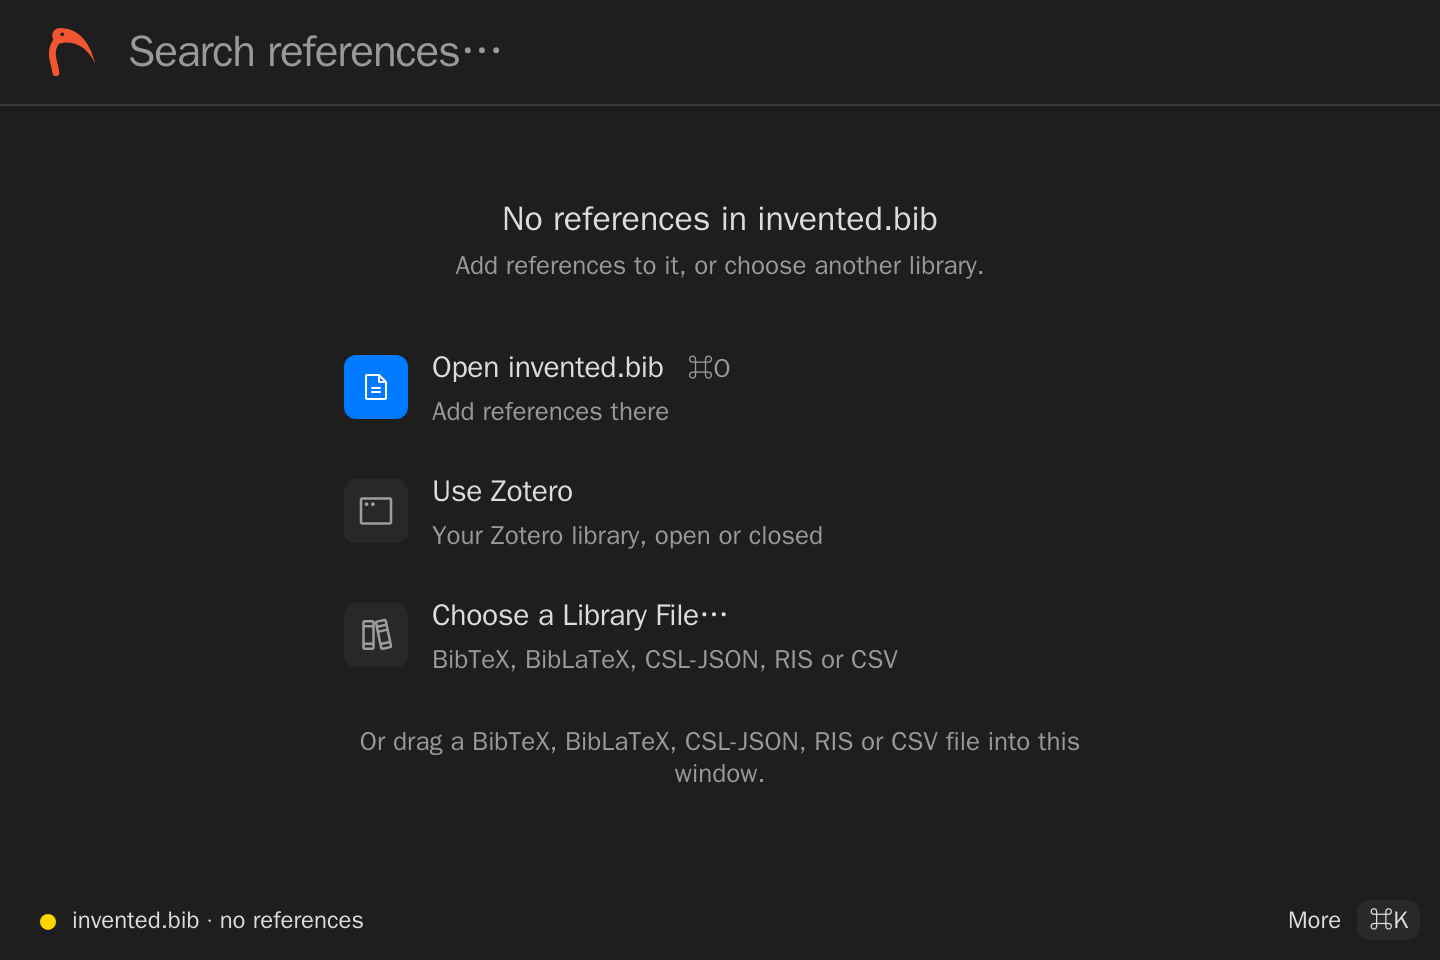 Search references…
No references in invented.bib
Add references to it, or choose another library.
Open invented.bib ⌘O
Add references there
Use Zotero
Your Zotero library, open or closed
Choose a Library File…
BibTeX, BibLaTeX, CSL-JSON, RIS or CSV
Or drag a BibTeX, BibLaTeX, CSL-JSON, RIS or CSV file into this
window.
invented.bib · no references
More ⌘K